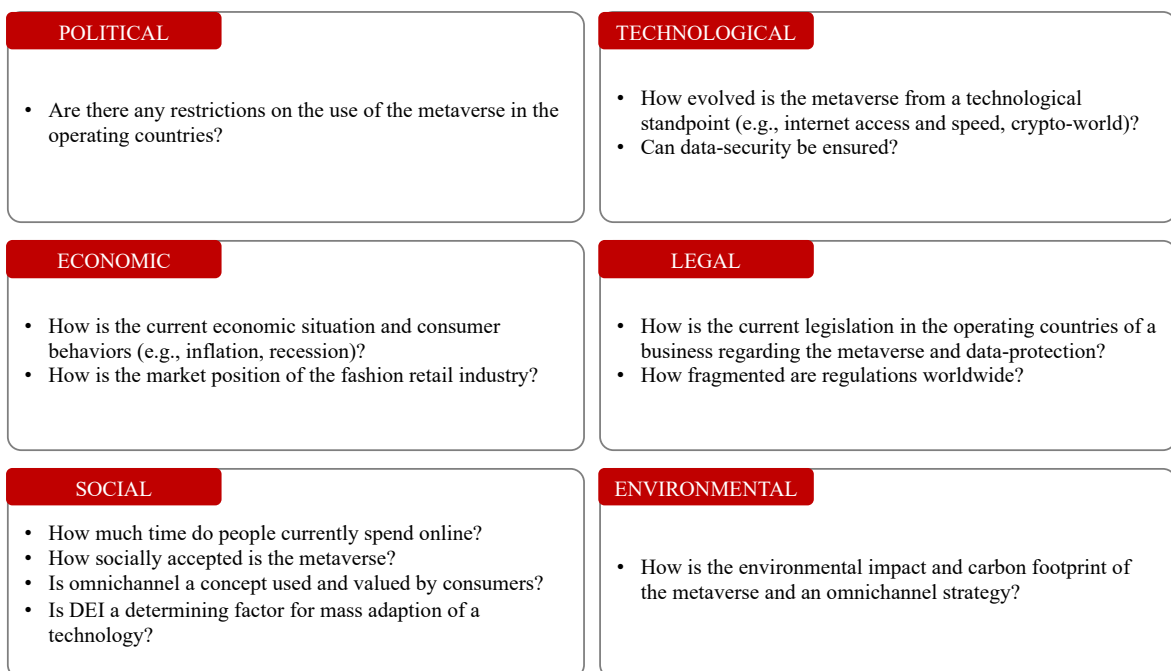 POLITICAL
• Are there any restrictions on the use of the metaverse in the
operating countries?
TECHNOLOGICAL
• How evolved is the metaverse from a technological
standpoint (e.g., internet access and speed, crypto-world)?
• Can data-security be ensured?
ECONOMIC
• How is the current economic situation and consumer
behaviors (e.g., inflation, recession)?
• How is the market position of the fashion retail industry?
LEGAL
• How is the current legislation in the operating countries of a
business regarding the metaverse and data-protection?
• How fragmented are regulations worldwide?
SOCIAL
• How much time do people currently spend online?
• How socially accepted is the metaverse?
• Is omnichannel a concept used and valued by consumers?
• Is DEI a determining factor for mass adaption of a
technology?
ENVIRONMENTAL
• How is the environmental impact and carbon footprint of
the metaverse and an omnichannel strategy?